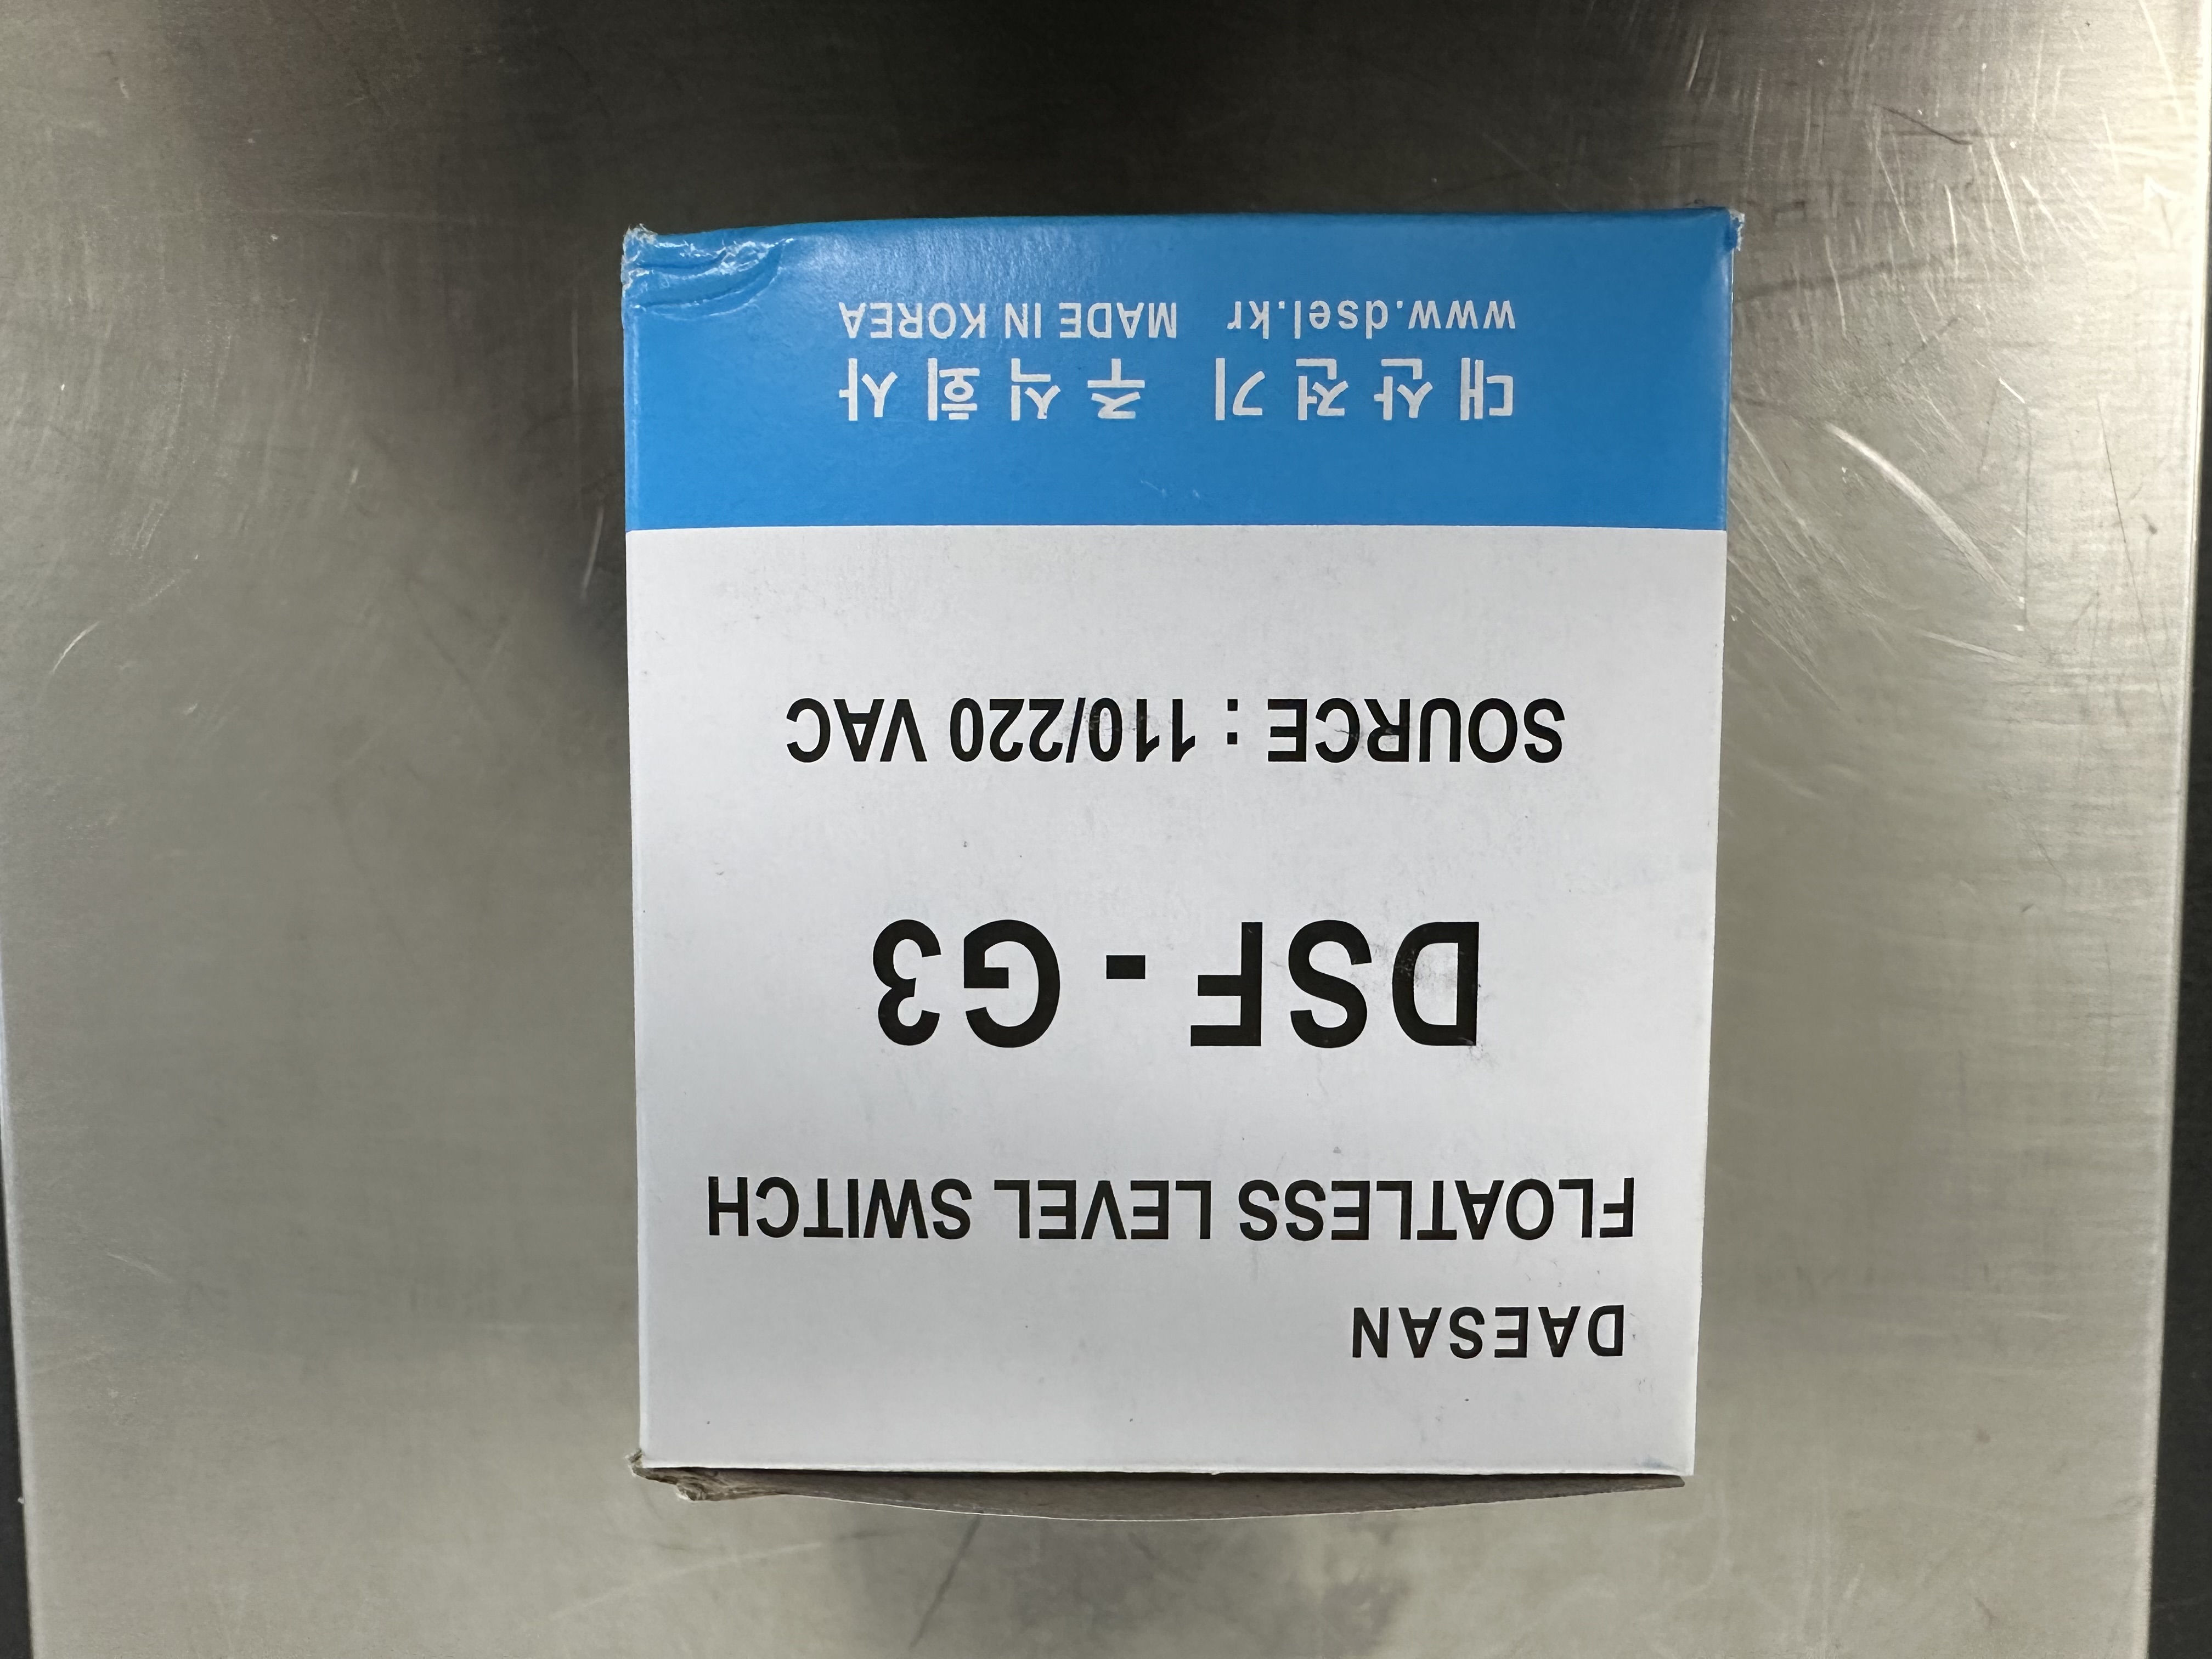 DAESAN
FLOATLESS LEVEL SWITCH
DSF - G3
SOURCE : 110/220 VAC
대산전기 주식회사
www.dsel.kr MADE IN KOREA